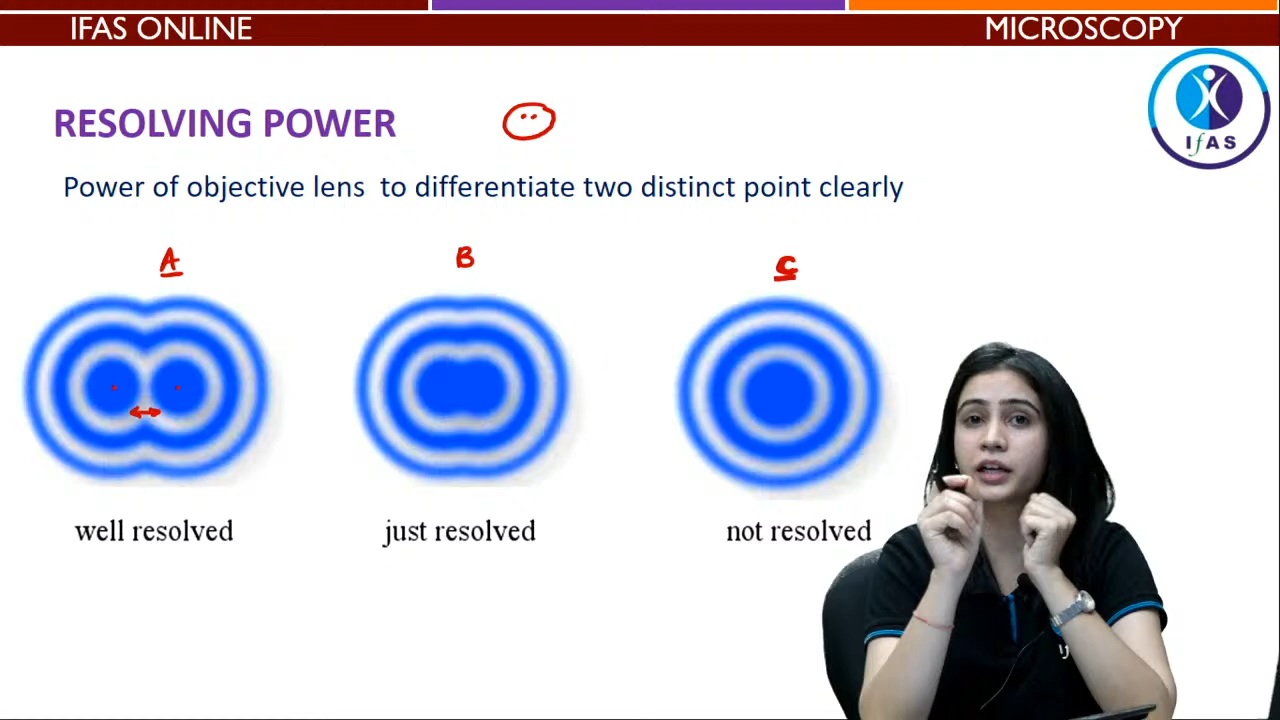 IFAS ONLINE
MICROSCOPY
RESOLVING POWER
IfAS
Power of objective lens to differentiate two distinct point clearly
A
B
C
well resolved
just resolved
not resolved